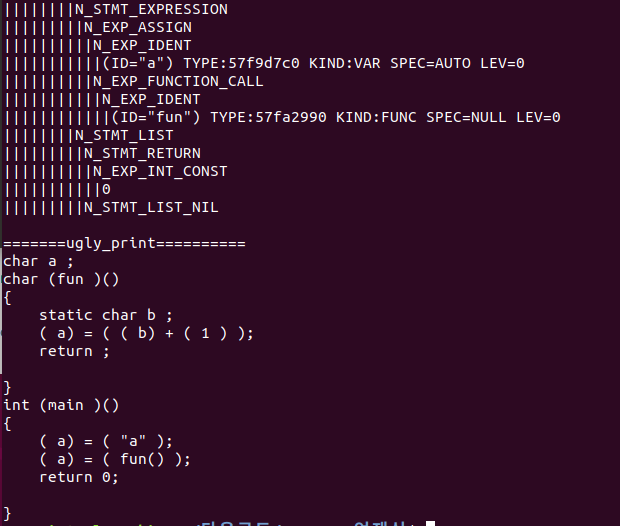 ||||||||N_STMT_EXPRESSION
|||||||||N_EXP_ASSIGN
||||||||||N_EXP_IDENT
|||||||||||(ID="a") TYPE:57f9d7c0 KIND:VAR SPEC=AUTO LEV=0
||||||||||N_EXP_FUNCTION_CALL
|||||||||||N_EXP_IDENT
||||||||||||(ID="fun") TYPE:57fa2990 KIND:FUNC SPEC=NULL LEV=0
||||||||N_STMT_LIST
|||||||||N_STMT_RETURN
||||||||||N_EXP_INT_CONST
|||||||||||0
|||||||||N_STMT_LIST_NIL
=======ugly_print==========
char a ;
char (fun )()
{
    static char b ;
    ( a) = ( ( b) + ( 1 ) );
    return ;
}
int (main )()
{
    ( a) = ( "a" );
    ( a) = ( fun() );
    return 0;
}